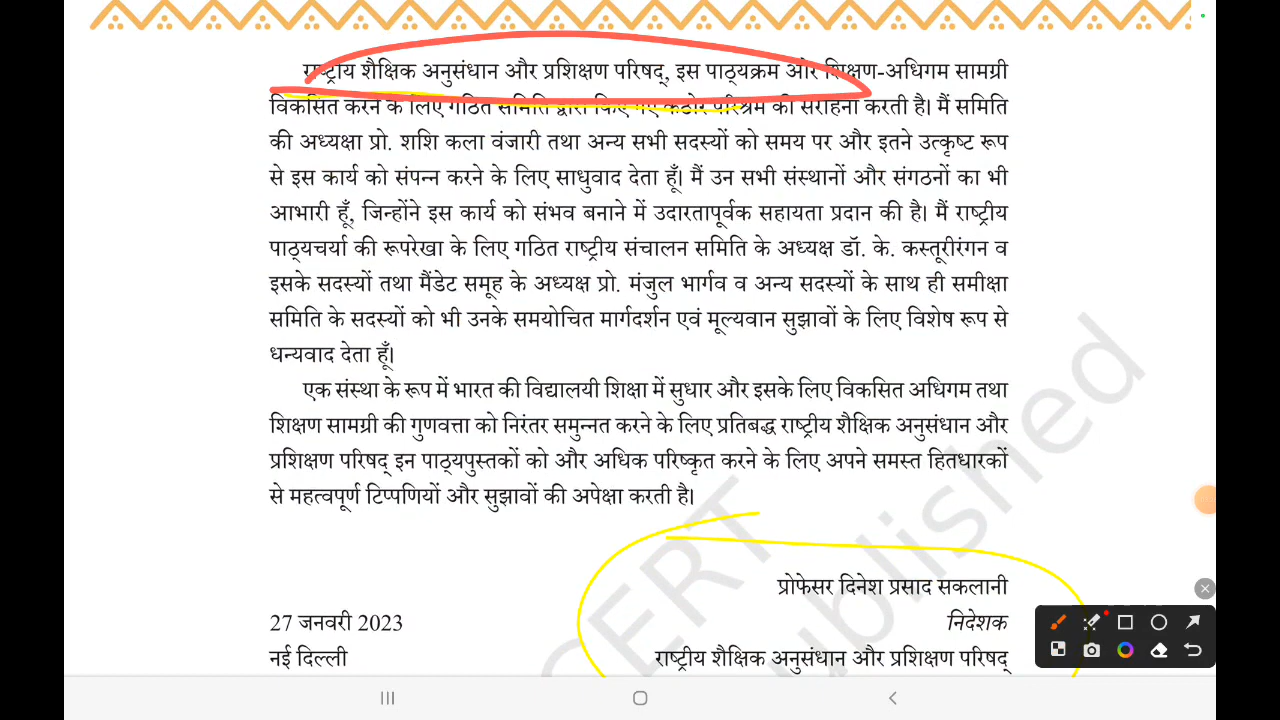 राष्ट्रीय शैक्षिक अनुसंधान और प्रशिक्षण परिषद्, इस पाठ्यक्रम और शिक्षण-अधिगम सामग्री
विकसित करने के लिए गठित समिति द्वारा किए गए कठोर परिश्रम की सराहना करती है। मैं समिति
की अध्यक्षा प्रो. शशि कला वंजारी तथा अन्य सभी सदस्यों को समय पर और इतने उत्कृष्ट रूप
से इस कार्य को संपन्न करने के लिए साधुवाद देता हूँ। मैं उन सभी संस्थानों और संगठनों का भी
आभारी हूँ, जिन्होंने इस कार्य को संभव बनाने में उदारतापूर्वक सहायता प्रदान की है। मैं राष्ट्रीय
पाठ्यचर्या की रूपरेखा के लिए गठित राष्ट्रीय संचालन समिति के अध्यक्ष डॉ. के. कस्तूरीरंगन व
इसके सदस्यों तथा मैंडेट समूह के अध्यक्ष प्रो. मंजुल भार्गव व अन्य सदस्यों के साथ ही समीक्षा
समिति के सदस्यों को भी उनके समयोचित मार्गदर्शन एवं मूल्यवान सुझावों के लिए विशेष रूप से
धन्यवाद देता हूँ।
एक संस्था के रूप में भारत की विद्यालयी शिक्षा में सुधार और इसके लिए विकसित अधिगम तथा
शिक्षण सामग्री की गुणवत्ता को निरंतर समुन्नत करने के लिए प्रतिबद्ध राष्ट्रीय शैक्षिक अनुसंधान और
प्रशिक्षण परिषद् इन पाठ्यपुस्तकों को और अधिक परिष्कृत करने के लिए अपने समस्त हितधारकों
से महत्वपूर्ण टिप्पणियों और सुझावों की अपेक्षा करती है।
प्रोफेसर दिनेश प्रसाद सकलानी
27 जनवरी 2023 निदेशक
नई दिल्ली राष्ट्रीय शैक्षिक अनुसंधान और प्रशिक्षण परिषद्
CERT
ublished